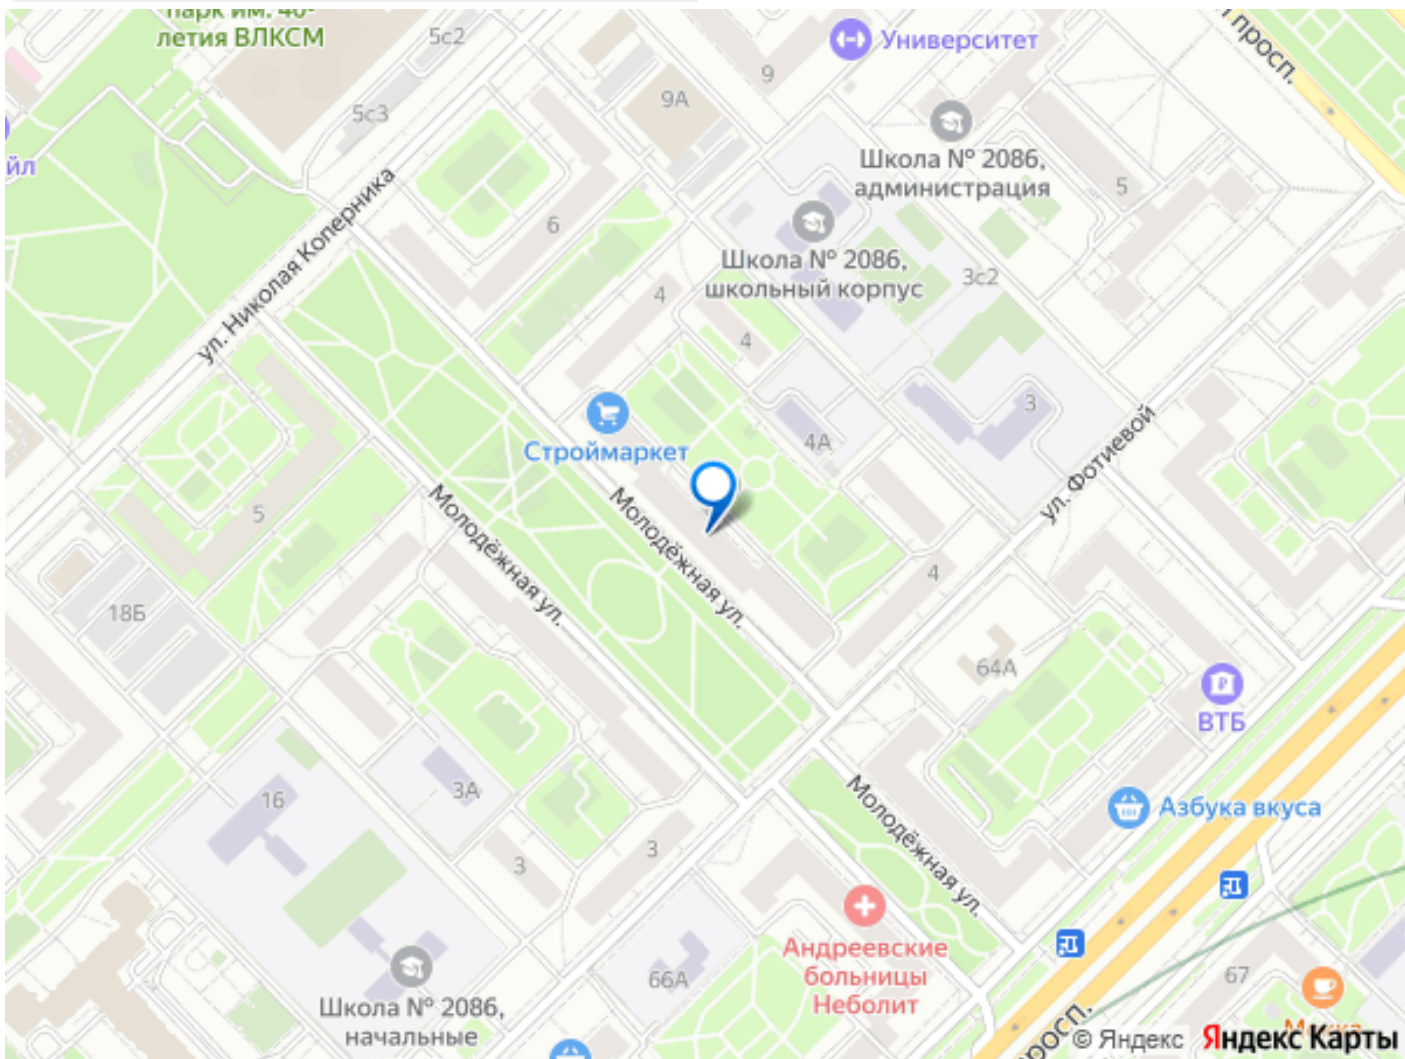 парк им. 40-
летия ВЛКСМ
5с2
Университет
просп.
9
9А
5с3
Школа № 2086,
администрация
йл
5
ул. Николая Коперника
6
Школа № 2086,
школьный корпус
3с2
4
4
3
Строймаркет
4А
ул. Фотиевой
5
Молодёжная ул.
Молодёжная ул.
4
18Б
64А
ВТБ
3А
16
Азбука вкуса
Молодёжная ул.
3
3
Андреевские
больницы
Неболит
66А
67
Школа № 2086,
начальные
просп.
© Яндекс Яндекс Карты